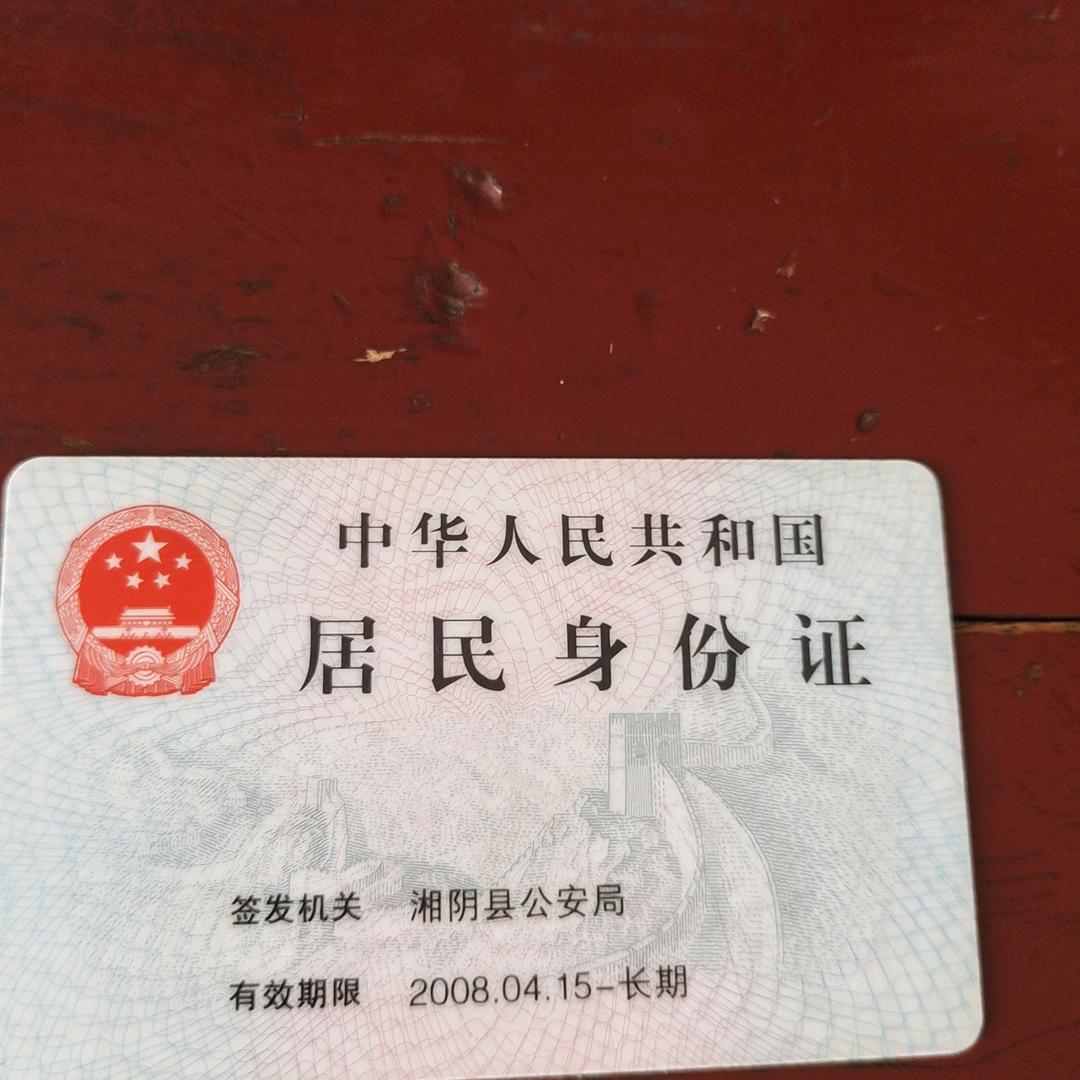 中华人民共和国
居民身份证
签发机关 湘阴县公安局
有效期限 2008.04.15-长期